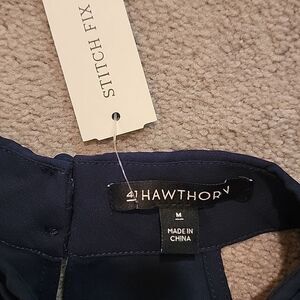 STITCH FIX
41 HAWTHORN
M
MADE IN
CHINA